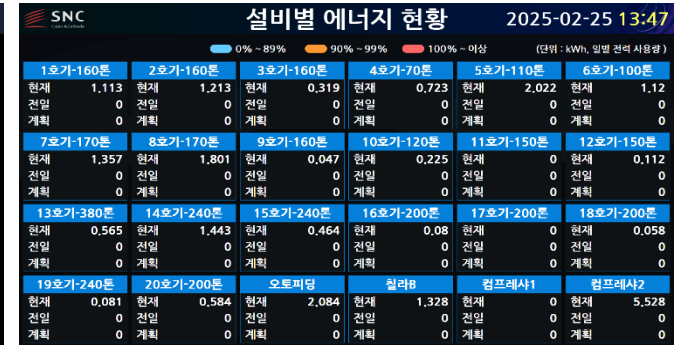 SNC
설비별 에너지 현황
2025-02-25 13:47
0% ~ 89% 90% ~ 99% 100% ~ 이상 (단위 : kWh, 일별 전력 사용량)
1호기-160톤 2호기-160톤 3호기-160톤 4호기-70톤 5호기-110톤 6호기-100톤
현재 1,113 현재 1,213 현재 0,319 현재 0,723 현재 2,022 현재 1,12
전일 0 전일 0 전일 0 전일 0 전일 0 전일 0
계획 0 계획 0 계획 0 계획 0 계획 0 계획 0
7호기-170톤 8호기-170톤 9호기-160톤 10호기-120톤 11호기-150톤 12호기-150톤
현재 1,357 현재 1,801 현재 0,047 현재 0,225 현재 0 현재 0,112
전일 0 전일 0 전일 0 전일 0 전일 0 전일 0
계획 0 계획 0 계획 0 계획 0 계획 0 계획 0
13호기-380톤 14호기-240톤 15호기-240톤 16호기-200톤 17호기-200톤 18호기-200톤
현재 0,565 현재 1,443 현재 0,464 현재 0,08 현재 0 현재 0,058
전일 0 전일 0 전일 0 전일 0 전일 0 전일 0
계획 0 계획 0 계획 0 계획 0 계획 0 계획 0
19호기-240톤 20호기-200톤 오토피딩 칠라B 컴프레샤1 컴프레샤2
현재 0,081 현재 0,584 현재 2,084 현재 1,328 현재 0 현재 5,528
전일 0 전일 0 전일 0 전일 0 전일 0 전일 0
계획 0 계획 0 계획 0 계획 0 계획 0 계획 0